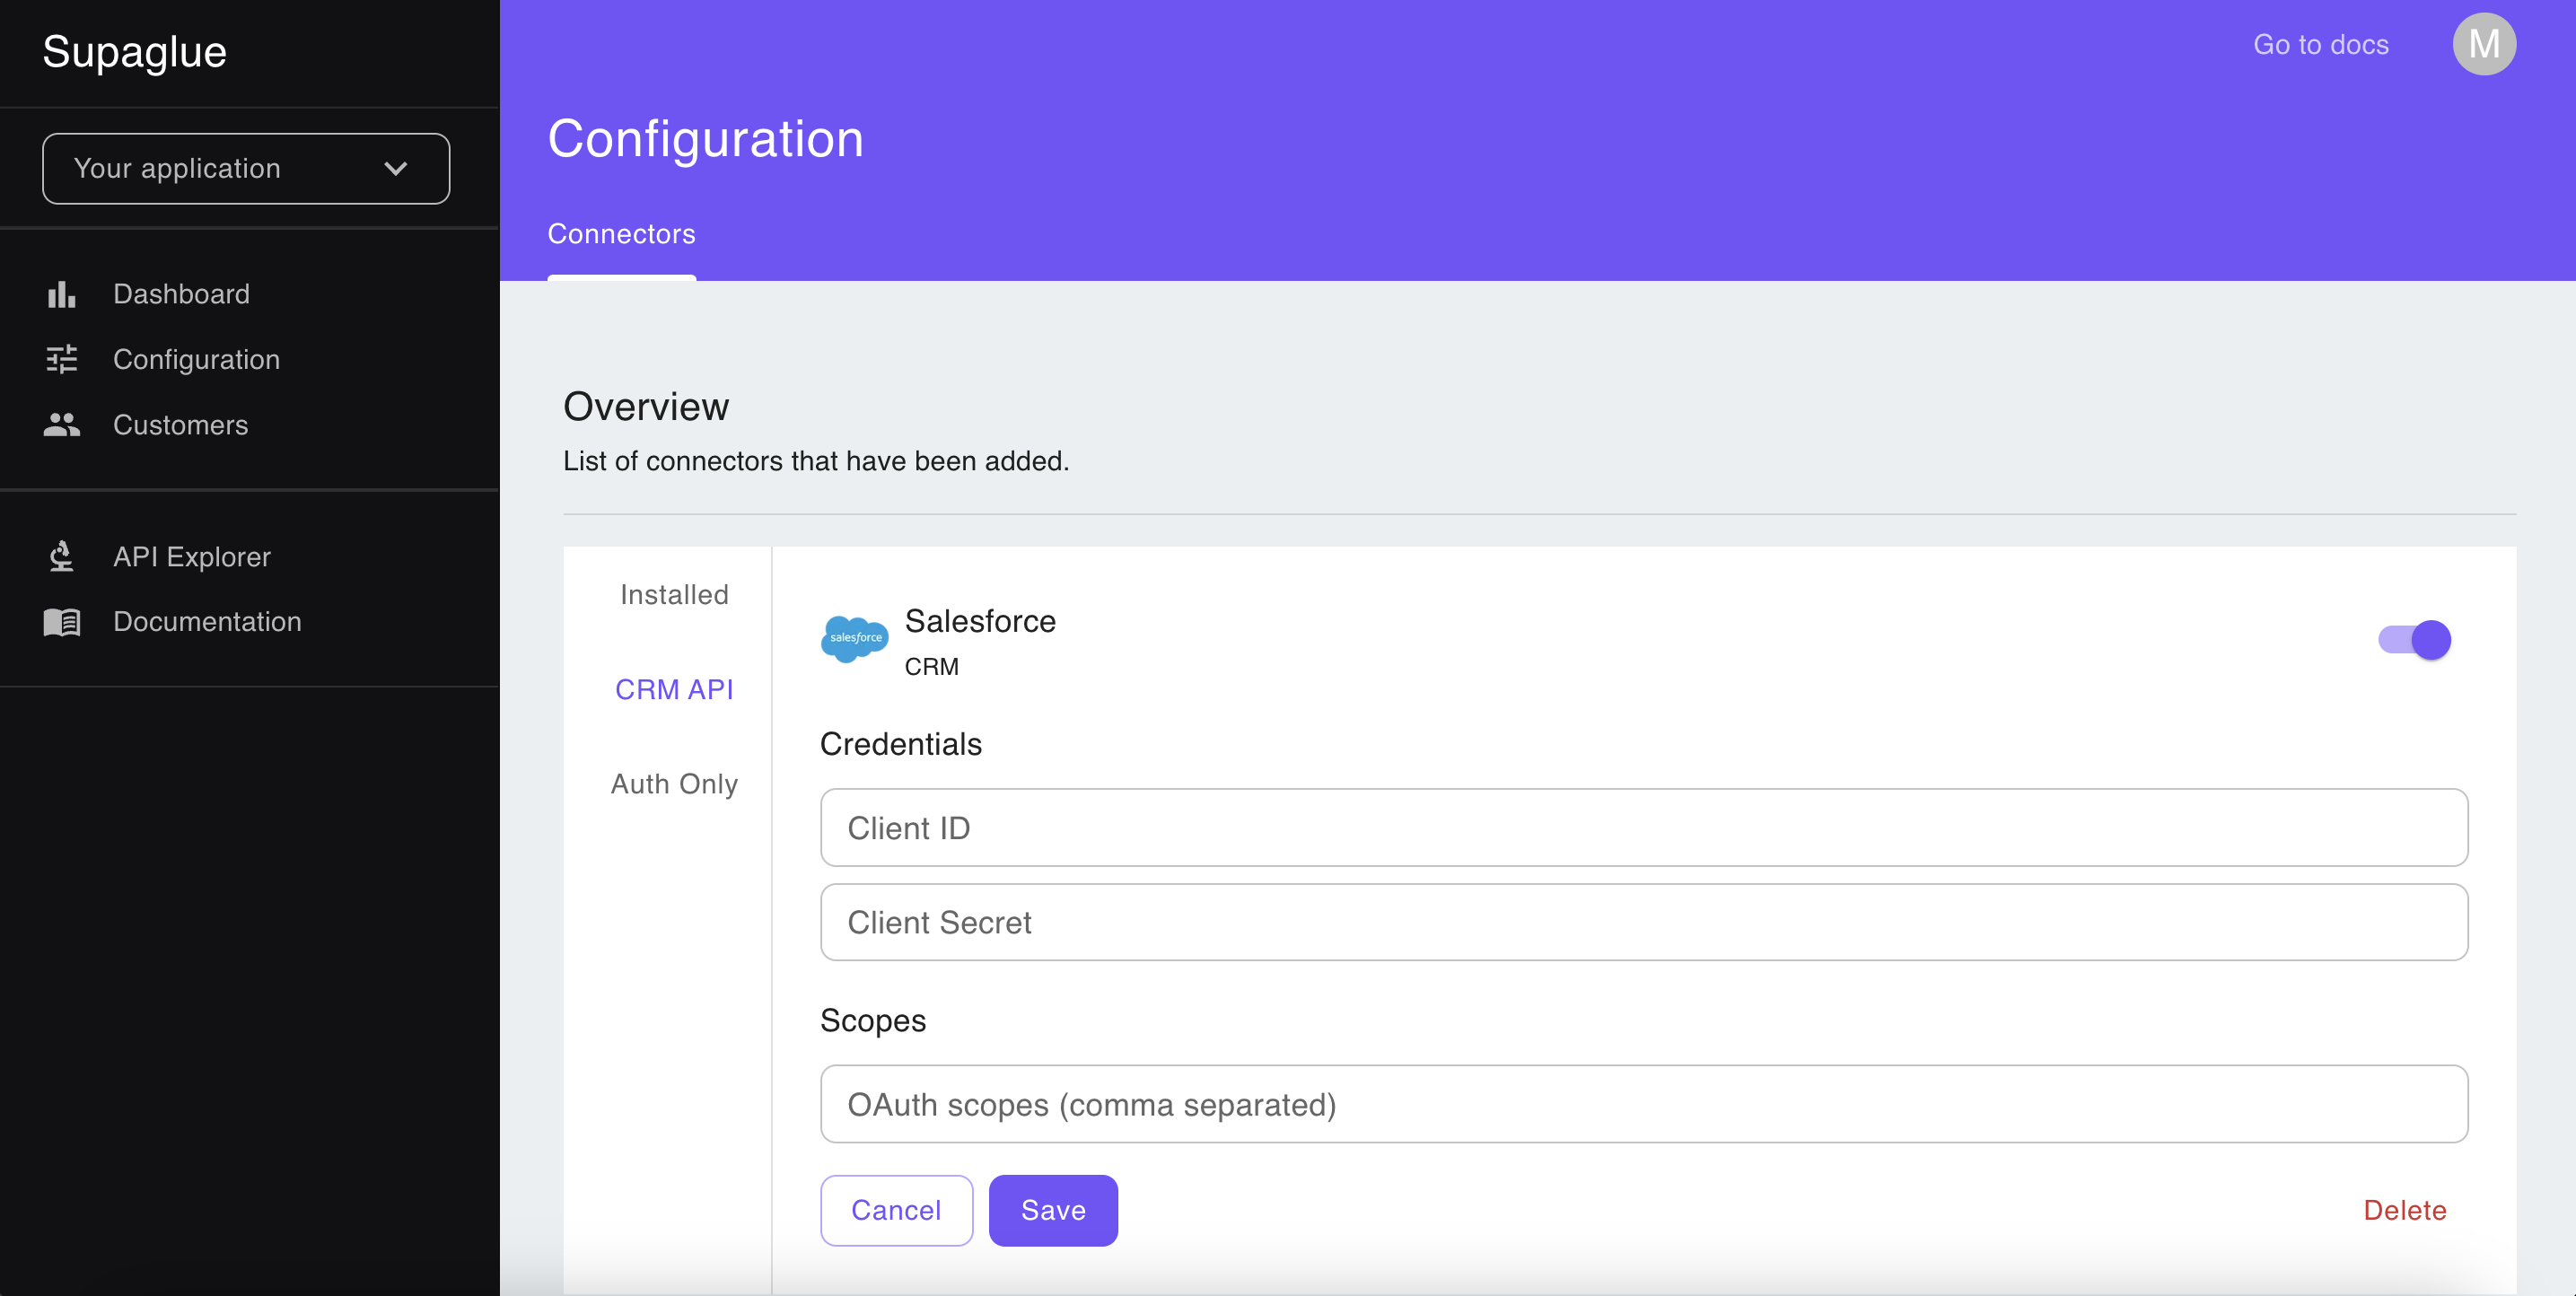 Supaglue
Your application
Dashboard
Configuration
Customers
API Explorer
Documentation
Go to docs
M
Configuration
Connectors
Overview
List of connectors that have been added.
Installed
CRM API
Auth Only
salesforce
Salesforce
CRM
Credentials
Client ID
Client Secret
Scopes
OAuth scopes (comma separated)
Cancel
Save
Delete